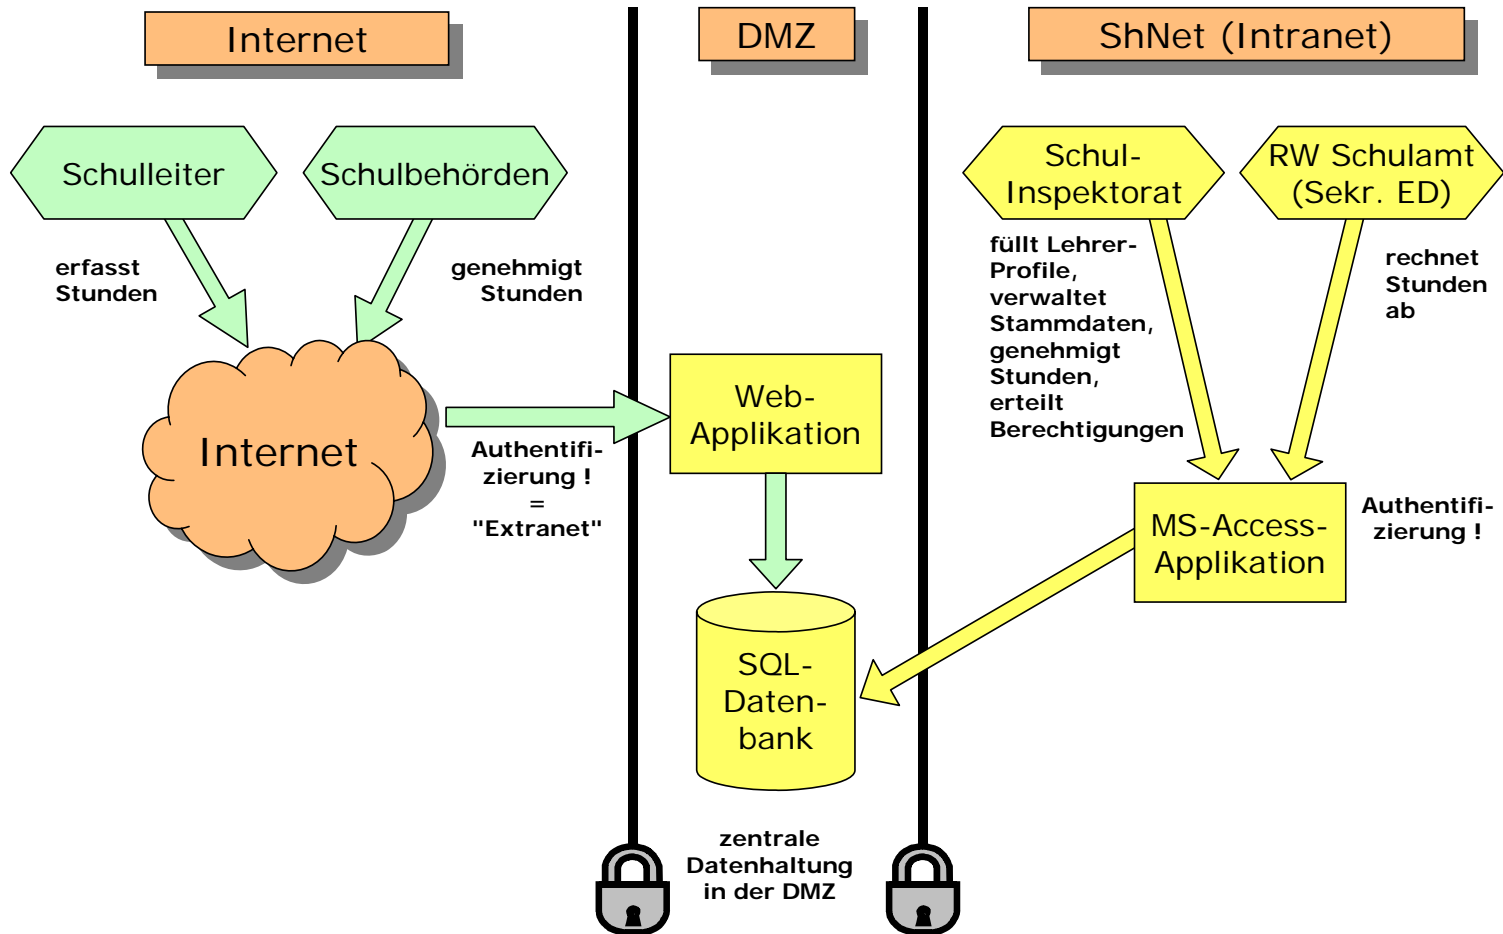 Internet
DMZ
ShNet (Intranet)
Schulleiter
Schulbehörden
Schul-
Inspektorat
RW Schulamt
(Sekr. ED)
erfasst
Stunden
genehmigt
Stunden
füllt Lehrer-
Profile,
verwaltet
Stammdaten,
genehmigt
Stunden,
erteilt
Berechtigungen
rechnet
Stunden
ab
Internet
Authentifi-
zierung !
=
"Extranet"
Web-
Applikation
MS-Access-
Applikation
Authentifi-
zierung !
SQL-
Daten-
bank
zentrale
Datenhaltung
in der DMZ